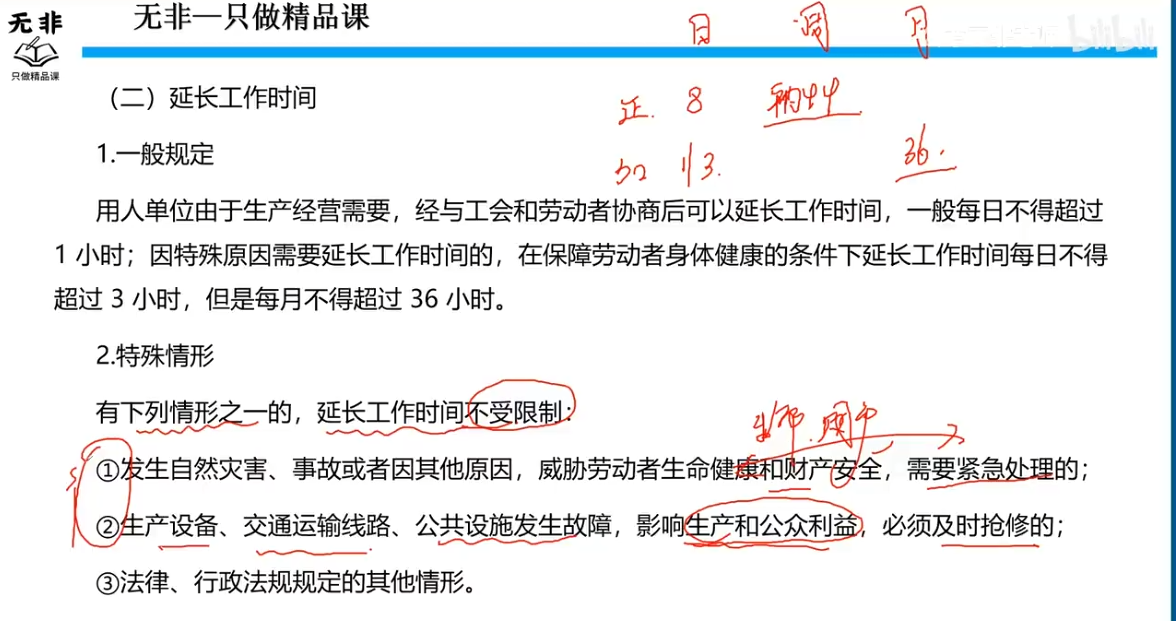 无非
只做精品课
无非—只做精品课
日 周 月
bilibili
(二)延长工作时间
正. 8
1.一般规定
加 1/3. 36.
用人单位由于生产经营需要，经与工会和劳动者协商后可以延长工作时间，一般每日不得超过
1 小时；因特殊原因需要延长工作时间的，在保障劳动者身体健康的条件下延长工作时间每日不得
超过 3 小时，但是每月不得超过 36 小时。
2.特殊情形
有下列情形之一的，延长工作时间不受限制：
①发生自然灾害、事故或者因其他原因，威胁劳动者生命健康和财产安全，需要紧急处理的；
②生产设备、交通运输线路、公共设施发生故障，影响生产和公众利益，必须及时抢修的；
③法律、行政法规规定的其他情形。